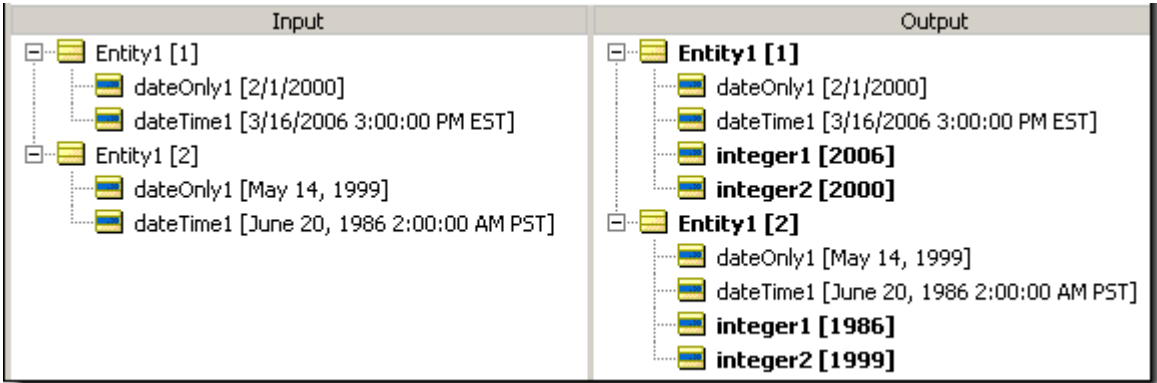 Input
Entity1 [1]
dateOnly1 [2/1/2000]
dateTime1 [3/16/2006 3:00:00 PM EST]
Entity1 [2]
dateOnly1 [May 14, 1999]
dateTime1 [June 20, 1986 2:00:00 AM PST]
Output
Entity1 [1]
dateOnly1 [2/1/2000]
dateTime1 [3/16/2006 3:00:00 PM EST]
integer1 [2006]
integer2 [2000]
Entity1 [2]
dateOnly1 [May 14, 1999]
dateTime1 [June 20, 1986 2:00:00 AM PST]
integer1 [1986]
integer2 [1999]